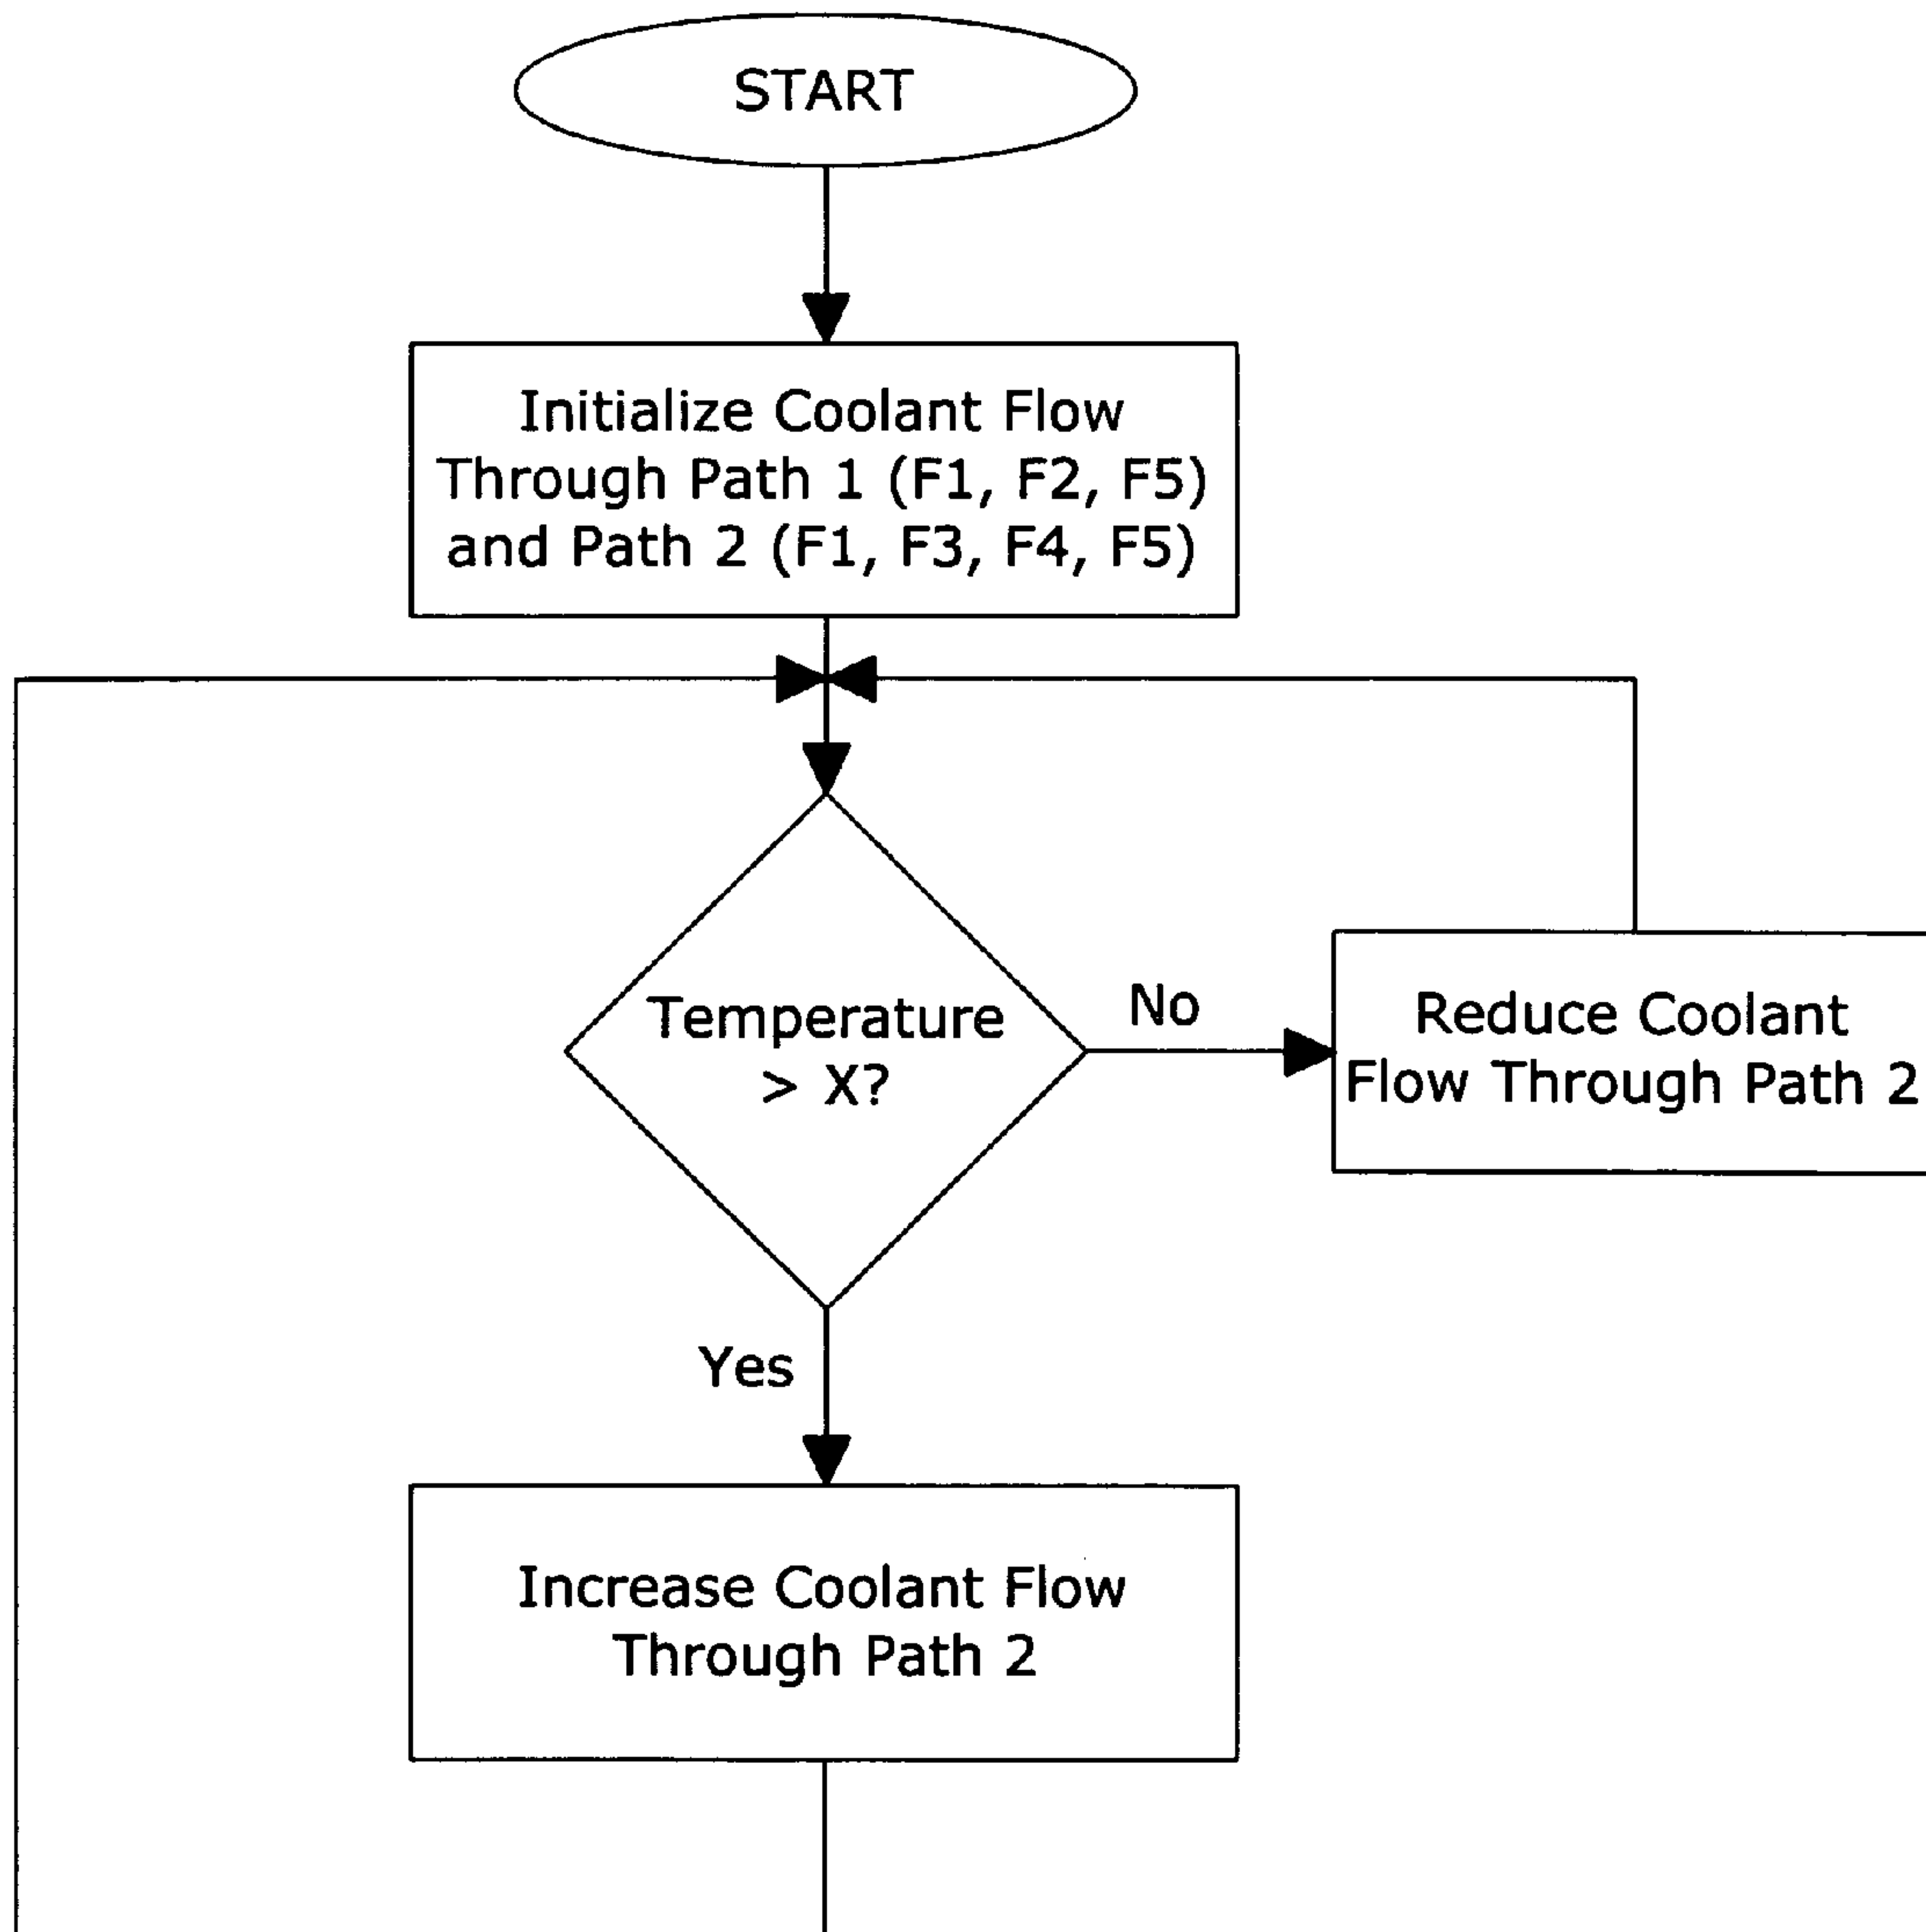 START
Initialize Coolant Flow
Through Path 1 (F1, F2, F5)
and Path 2 (F1, F3, F4, F5)
Temperature
> X?
No
Reduce Coolant
Flow Through Path 2
Yes
Increase Coolant Flow
Through Path 2